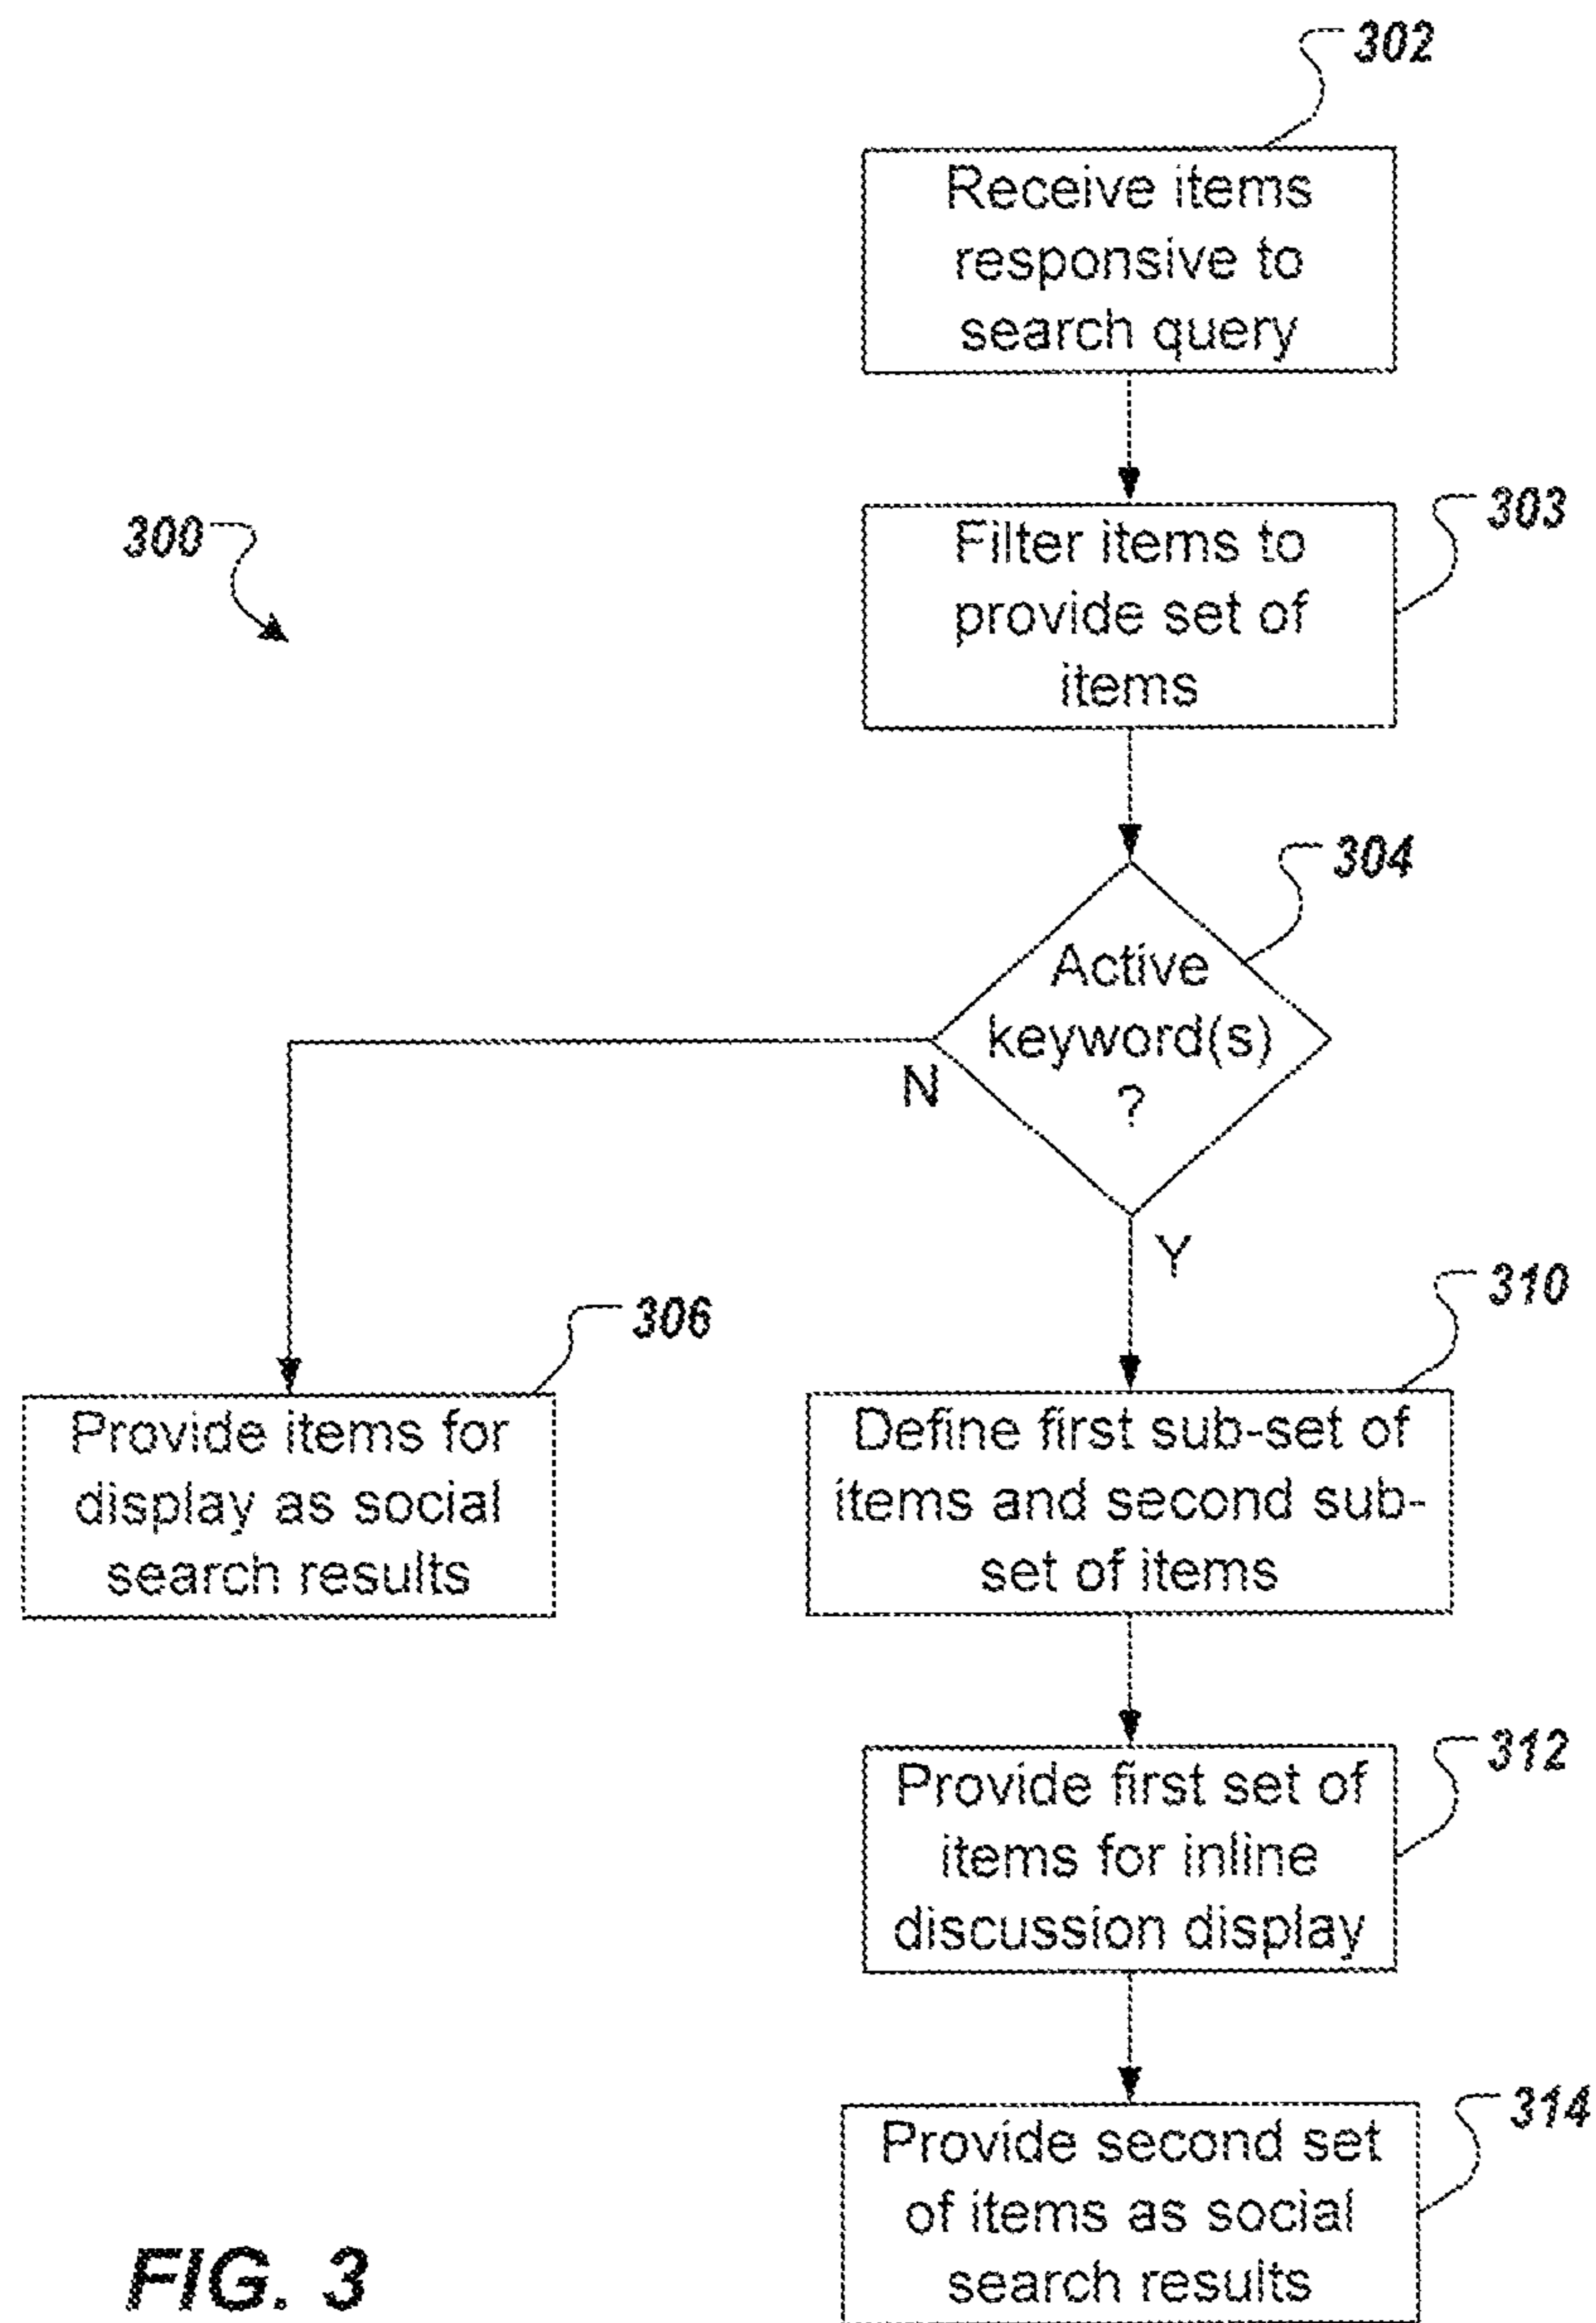 302
Receive items
responsive to
search query
300
303
Filter items to
provide set of
items
304
Active
keyword(s)
?
N
Y
306
Provide items for
display as social
search results
310
Define first sub-set of
items and second sub-
set of items
312
Provide first set of
items for inline
discussion display
314
Provide second set
of items as social
search results
FIG. 3